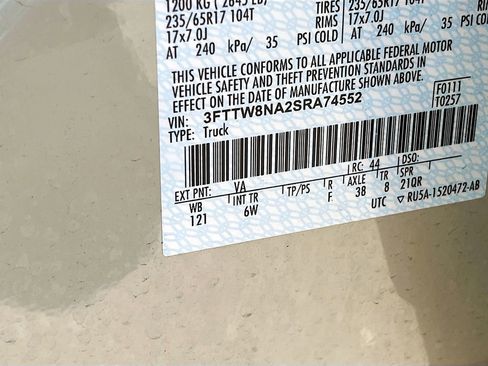 1200 KG ( 2645 LB)
235/65R17 104T TIRES 235/65R17 104T
17x7.0J RIMS 17x7.0J
AT 240 kPa/ 35 PSI COLD AT 240 kPa/ 35 PSI COLD
THIS VEHICLE CONFORMS TO ALL APPLICABLE FEDERAL MOTOR
VEHICLE SAFETY AND THEFT PREVENTION STANDARDS IN
EFFECT ON THE DATE OF MANUFACTURE SHOWN ABOVE.
VIN: 3FTTW8NA2SRA74552 F0111
TYPE: Truck T0257
RC: 44 DSO:
EXT PNT: VA
WB INT TR TP/PS R AXLE TR SPR
121 6W F. 38 8 21QR
UTC ▽ RU5A-1520472-AB